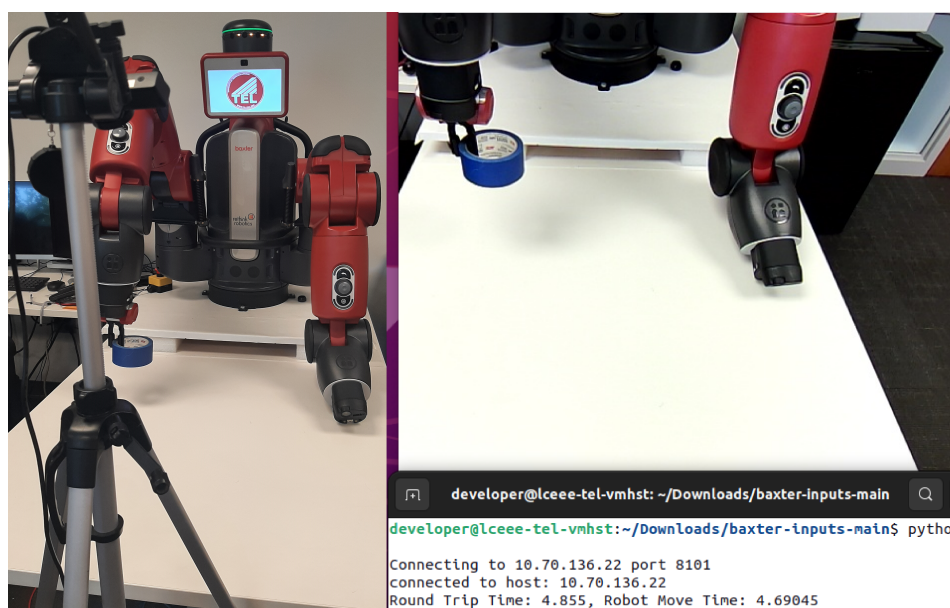 TEL
baxter
rethink
robotics
developer@lceee-tel-vmhst: ~/Downloads/baxter-inputs-main
developer@lceee-tel-vmhst:~/Downloads/baxter-inputs-main$ pytho
Connecting to 10.70.136.22 port 8101
connected to host: 10.70.136.22
Round Trip Time: 4.855, Robot Move Time: 4.69045